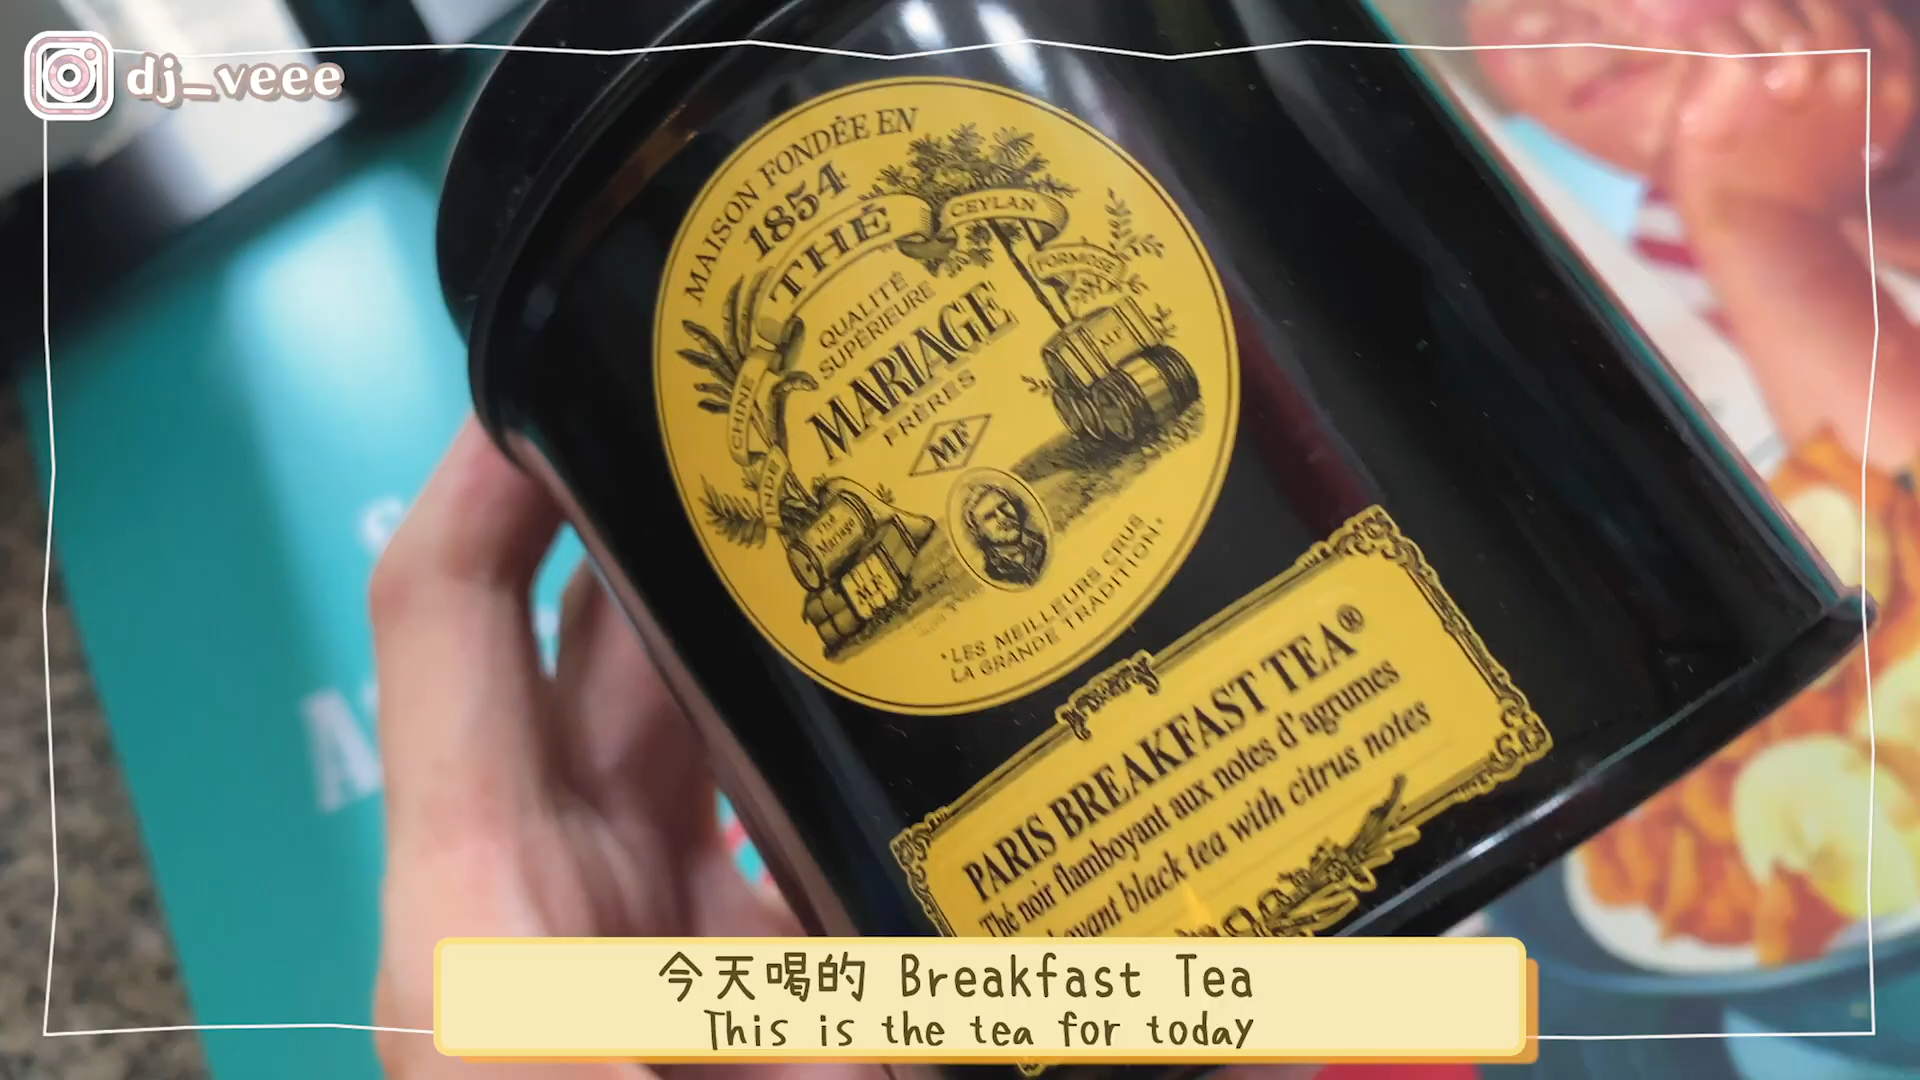 dj_veee
MAISON FONDÉE EN
1854
THÉ
CEYLAN
FORMOSE
CHINE
INDE
QUALITÉ
SUPÉRIEURE
MARIAGE
FRÈRES
MF
M.F
Thé
Mariage
M.F
"LES MEILLEURS CRUS
LA GRANDE TRADITION"
PARIS BREAKFAST TEA®
Thé noir flamboyant aux notes d'agrumes
black tea with citrus notes
今天喝的 Breakfast Tea
This is the tea for today